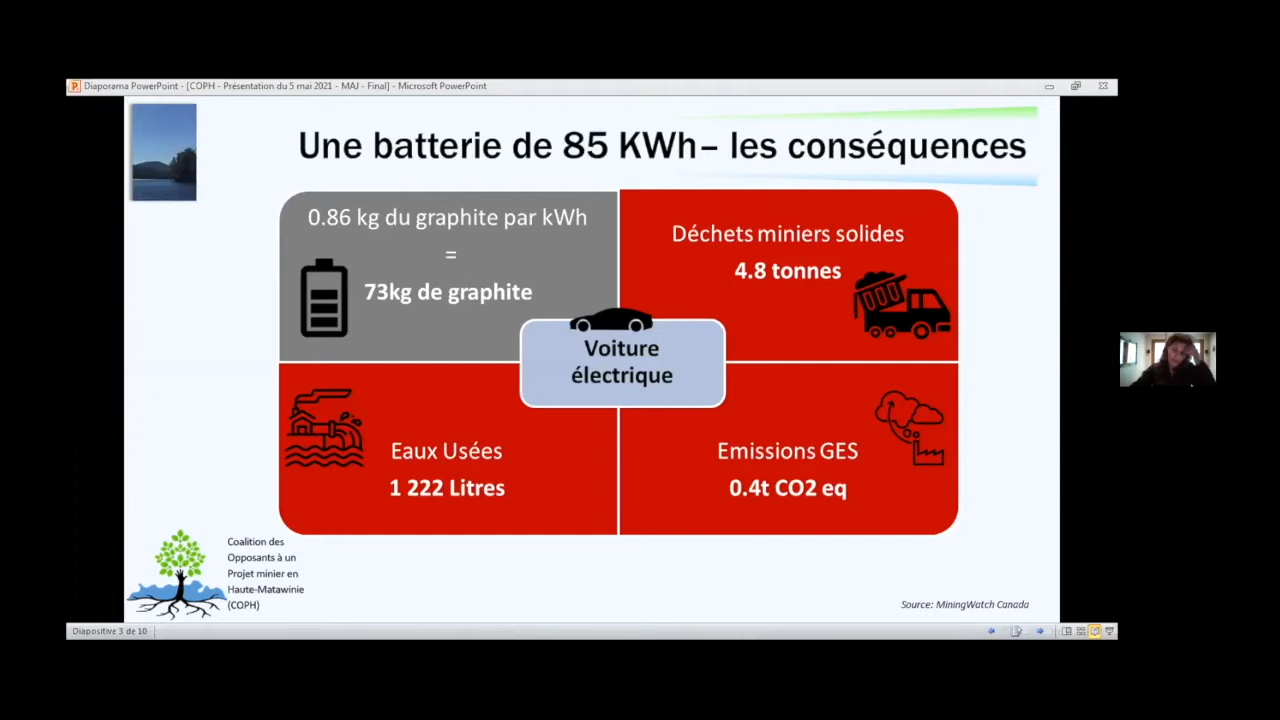 Diaporama PowerPoint - [COPH - Présentation du 5 mai 2021 - MAJ - Final] - Microsoft PowerPoint
Une batterie de 85 KWh– les conséquences
0.86 kg du graphite par kWh
=
73kg de graphite
Déchets miniers solides
4.8 tonnes
Voiture
électrique
Eaux Usées
1 222 Litres
Emissions GES
0.4t CO2 eq
Coalition des
Opposants à un
Projet minier en
Haute-Matawinie
(COPH)
Source: MiningWatch Canada
Diapositive 3 de 10